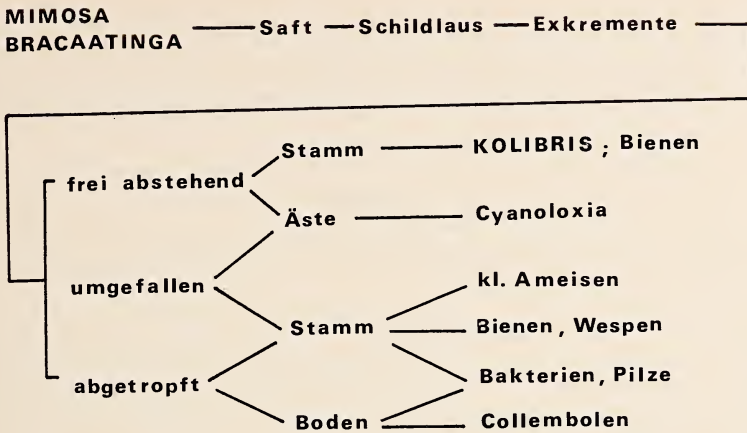 MIMOSA
BRACAATINGA
Saft
Schildlaus
Exkremente
Stamm
KOLIBRIS ; Bienen
frei abstehend
Äste
Cyanoloxia
umgefallen
kl. Ameisen
Stamm
Bienen, Wespen
abgetropft
Bakterien, Pilze
Boden
Collembolen